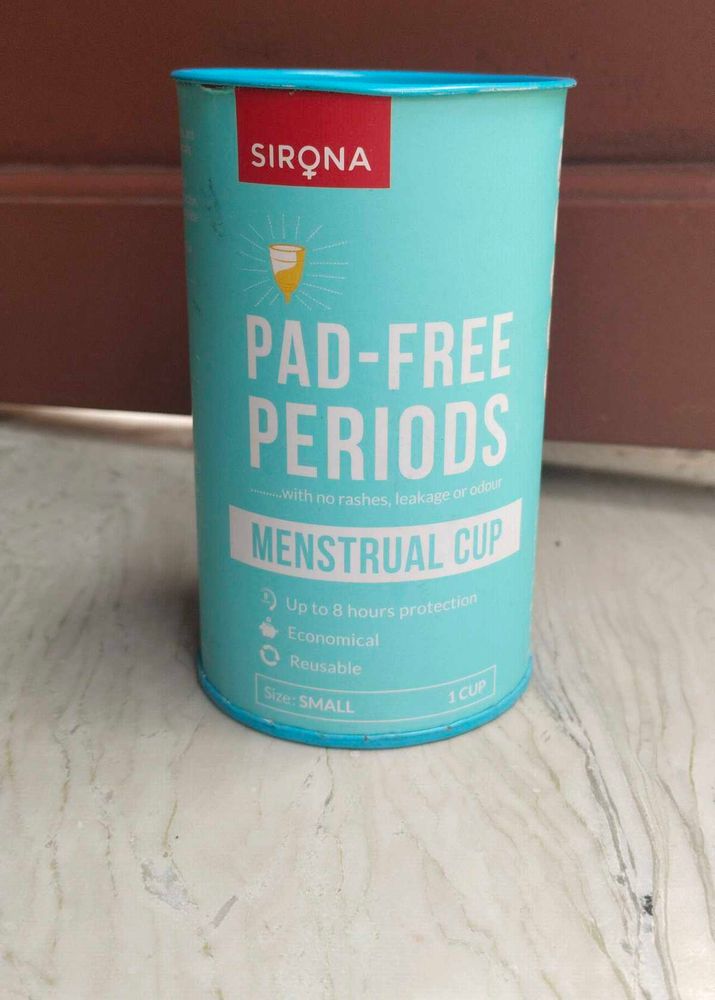 SIRONA
PAD-FREE
PERIODS
..........with no rashes, leakage or odour
MENSTRUAL CUP
Up to 8 hours protection
Economical
Reusable
Size: SMALL 1 CUP